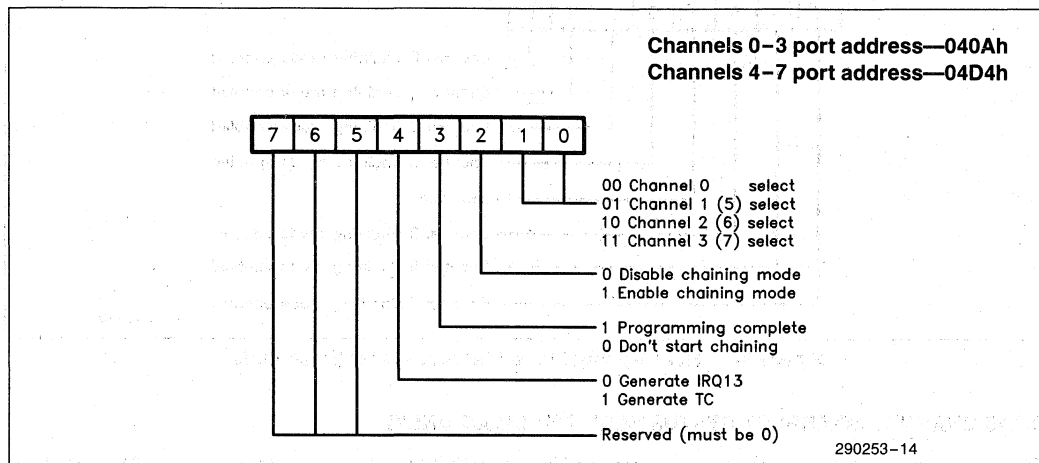 Channels 0–3 port address—040Ah
Channels 4–7 port address—04D4h
7 6 5 4 3 2 1 0
00 Channel 0 select
01 Channel 1 (5) select
10 Channel 2 (6) select
11 Channel 3 (7) select
0 Disable chaining mode
1 Enable chaining mode
1 Programming complete
0 Don't start chaining
0 Generate IRQ13
1 Generate TC
Reserved (must be 0)
290253–14